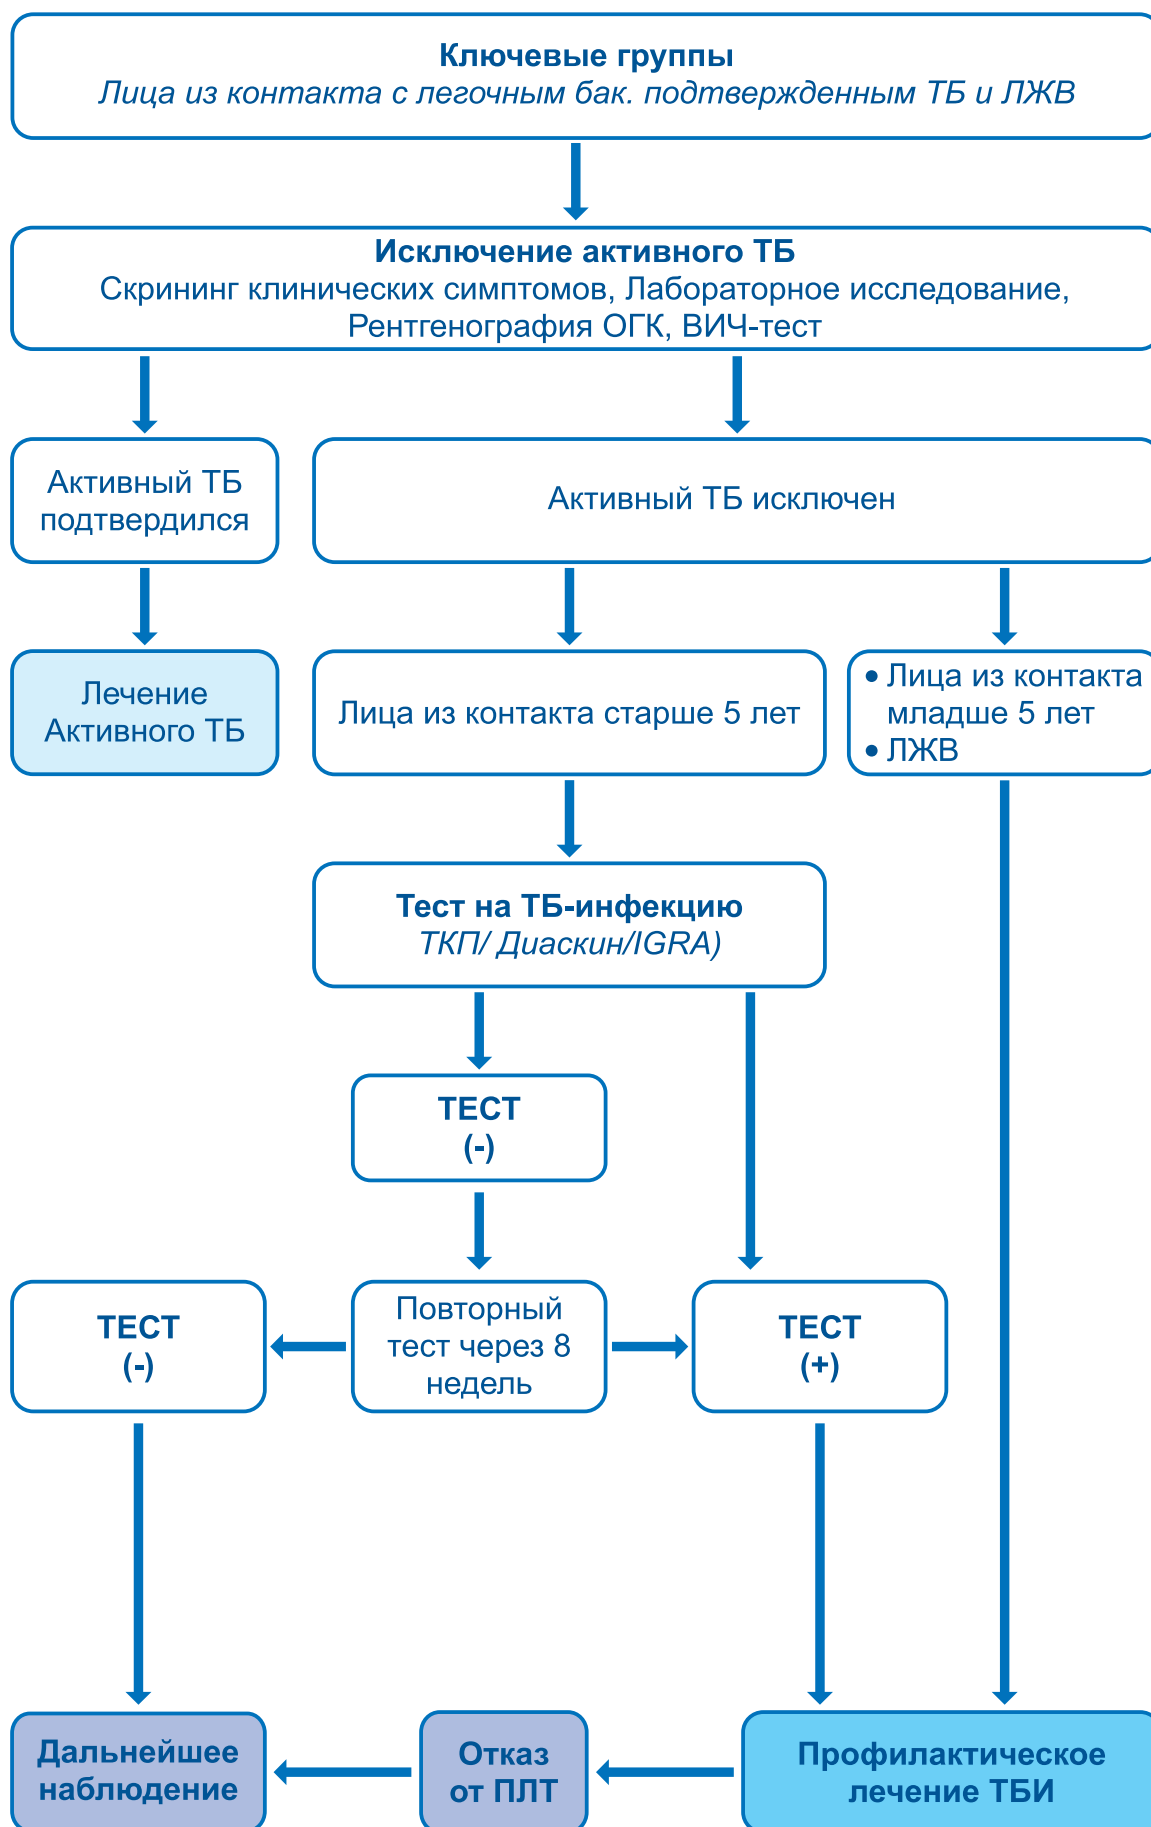 Ключевые группы
Лица из контакта с легочным бак. подтвержденным ТБ и ЛЖВ
Исключение активного ТБ
Скрининг клинических симптомов, Лабораторное исследование,
Рентгенография ОГК, ВИЧ-тест
Активный ТБ
подтвердился
Активный ТБ исключен
Лечение
Активного ТБ
Лица из контакта старше 5 лет
• Лица из контакта
младше 5 лет
• ЛЖВ
Тест на ТБ-инфекцию
ТКП/ Диаскин/IGRA)
ТЕСТ
(-)
ТЕСТ
(-)
Повторный
тест через 8
недель
ТЕСТ
(+)
Дальнейшее
наблюдение
Отказ
от ПЛТ
Профилактическое
лечение ТБИ